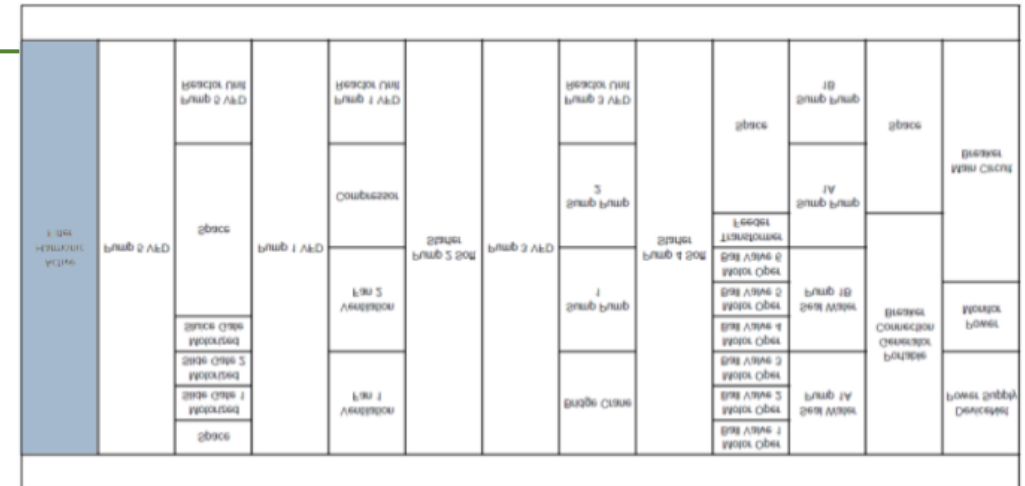 Active
Harmonic
Filter
Pump 5 VFD
Space
Motorized
Slide Gate 1
Motorized
Slide Gate 2
Motorized
Sluice Gate
Space
Pump 5 VFD
Reactor Unit
Pump 1 VFD
Ventilation
Fan 1
Ventilation
Fan 2
Compressor
Pump 1 VFD
Reactor Unit
Pump 2 Soft
Starter
Pump 3 VFD
Bridge Crane
Sump Pump
1
Sump Pump
2
Pump 3 VFD
Reactor Unit
Pump 4 Soft
Starter
Motor Oper
Ball Valve 1
Motor Oper
Ball Valve 2
Motor Oper
Ball Valve 3
Motor Oper
Ball Valve 4
Motor Oper
Ball Valve 5
Motor Oper
Ball Valve 6
Transformer
Feeder
Space
Seal Water
Pump 1A
Seal Water
Pump 1B
Sump Pump
1A
Sump Pump
1B
Portable
Generator
Connection
Breaker
Space
DeviceNet
Power Supply
Power
Monitor
Main Circuit
Breaker